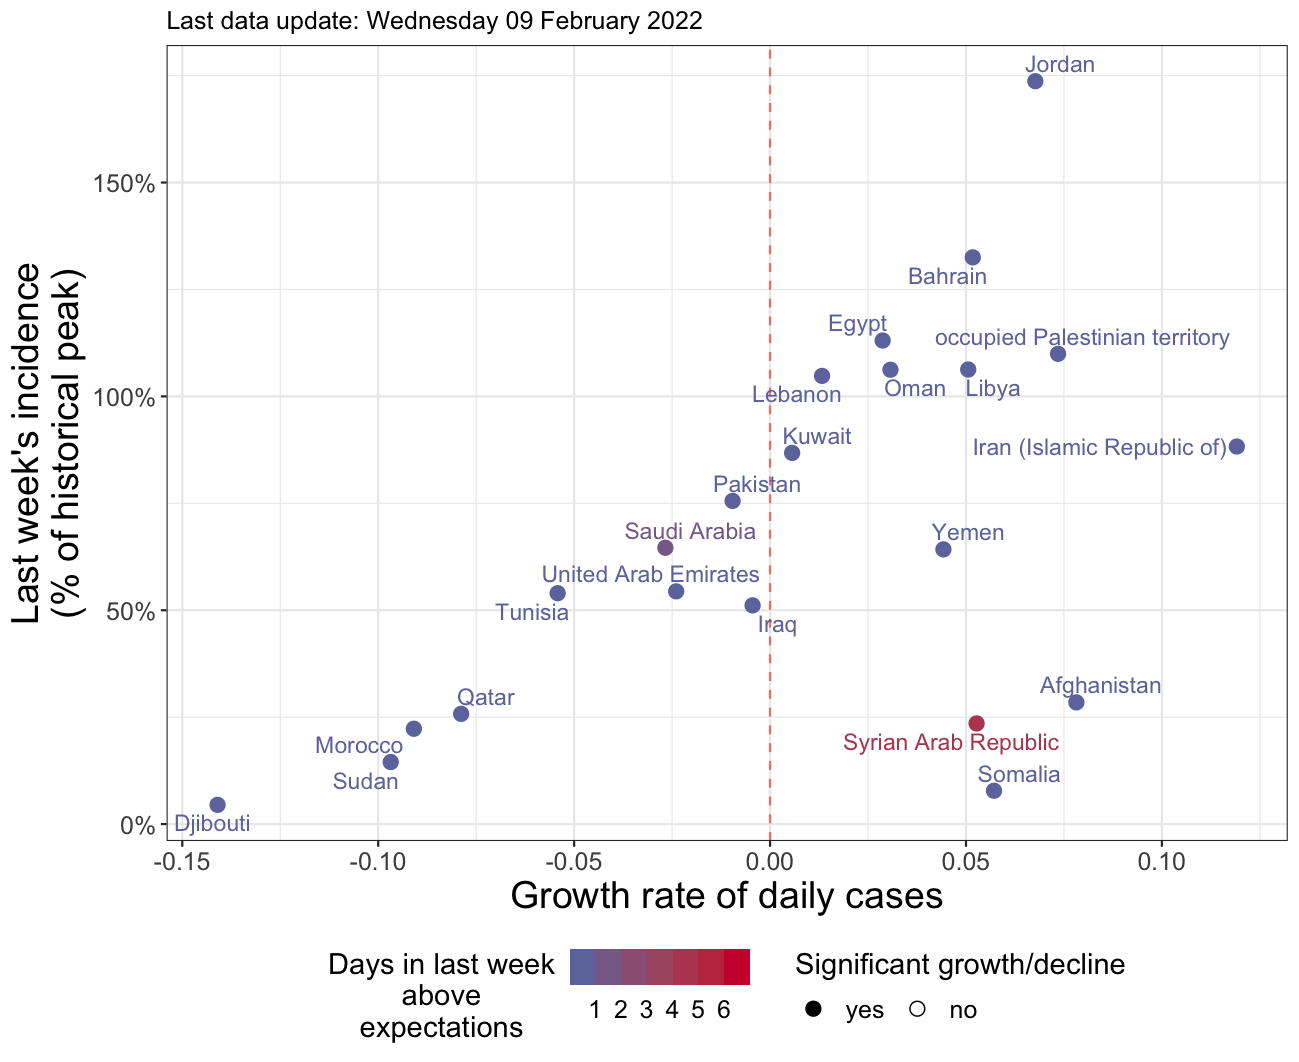 Last data update: Wednesday 09 February 2022
Jordan
150%
Bahrain
Egypt
occupied Palestinian territory
Lebanon
Oman
Libya
100%
Kuwait
Iran (Islamic Republic of)
Pakistan
Saudi Arabia
Yemen
United Arab Emirates
Tunisia
Iraq
50%
Afghanistan
Qatar
Morocco
Syrian Arab Republic
Sudan
Somalia
Djibouti
0%
Last week's incidence
(% of historical peak)
-0.15 -0.10 -0.05 0.00 0.05 0.10
Growth rate of daily cases
Days in last week
above
expectations
1 2 3 4 5 6
Significant growth/decline
yes no